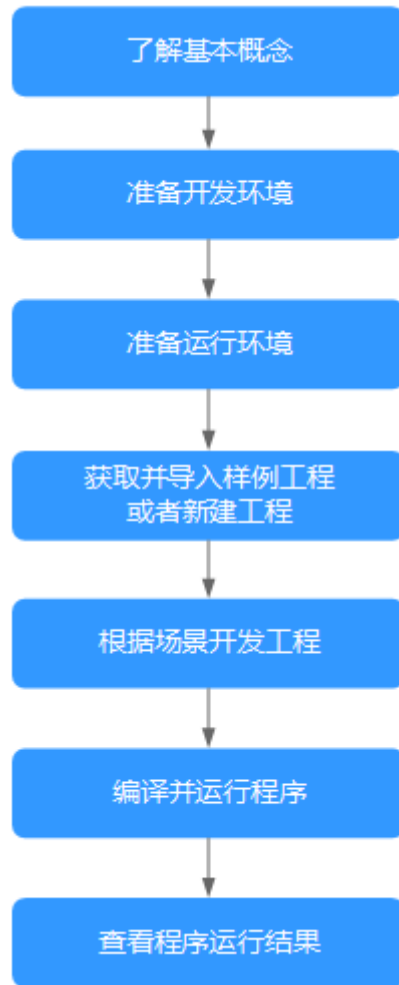 了解基本概念
准备开发环境
准备运行环境
获取并导入样例工程
或者新建工程
根据场景开发工程
编译并运行程序
查看程序运行结果